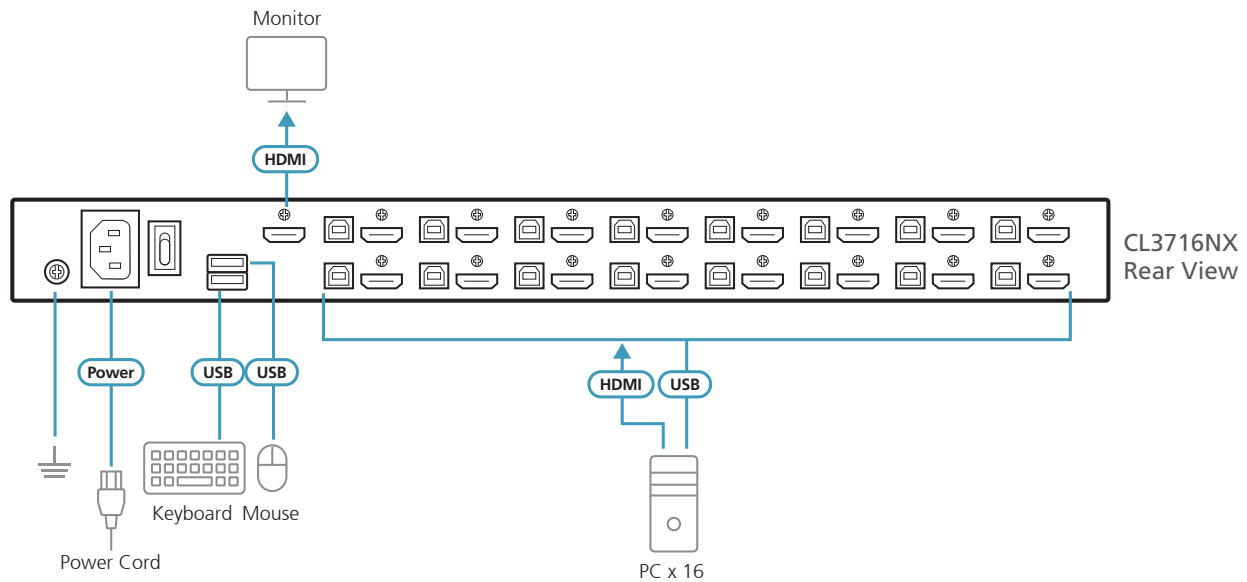 Monitor
HDMI
CL3716NX
Rear View
Power
USB
USB
HDMI
USB
Keyboard
Mouse
Power Cord
PC x 16